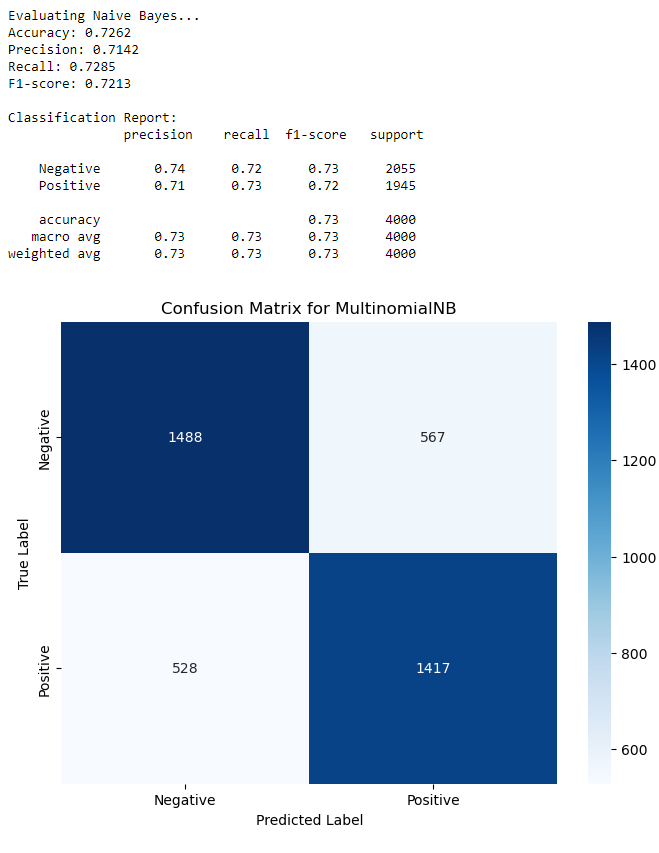 Evaluating Naive Bayes...
Accuracy: 0.7262
Precision: 0.7142
Recall: 0.7285
F1-score: 0.7213
Classification Report:
precision recall f1-score support
Negative 0.74 0.72 0.73 2055
Positive 0.71 0.73 0.72 1945
accuracy 0.73 4000
macro avg 0.73 0.73 0.73 4000
weighted avg 0.73 0.73 0.73 4000
Confusion Matrix for MultinomialNB
True Label
Negative
1488 567
Positive
528 1417
Negative Positive
Predicted Label
1400
1200
1000
800
600